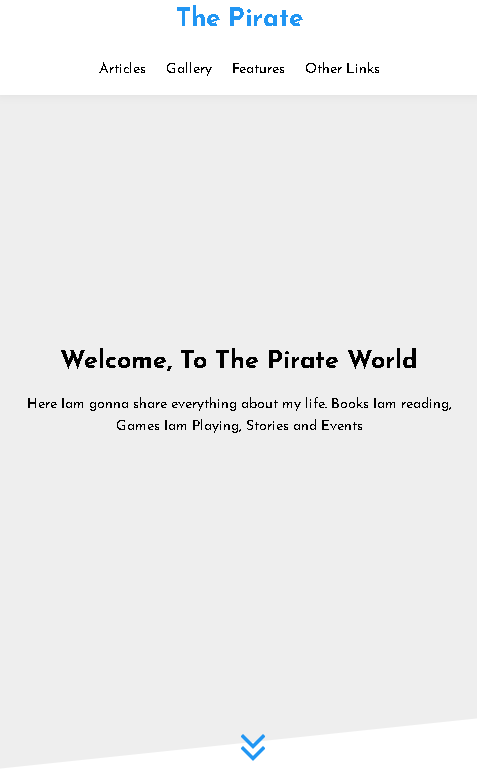 The Pirate
Articles Gallery Features Other Links
Welcome, To The Pirate World
Here Iam gonna share everything about my life. Books Iam reading,
Games Iam Playing, Stories and Events